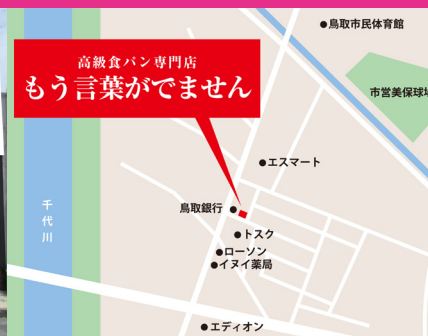 鳥取市民体育館
高級食パン専門店
もう言葉がでません
市営美保球場
エスマート
千代川
鳥取銀行
トスク
ローソン
イヌイ薬局
エディオン